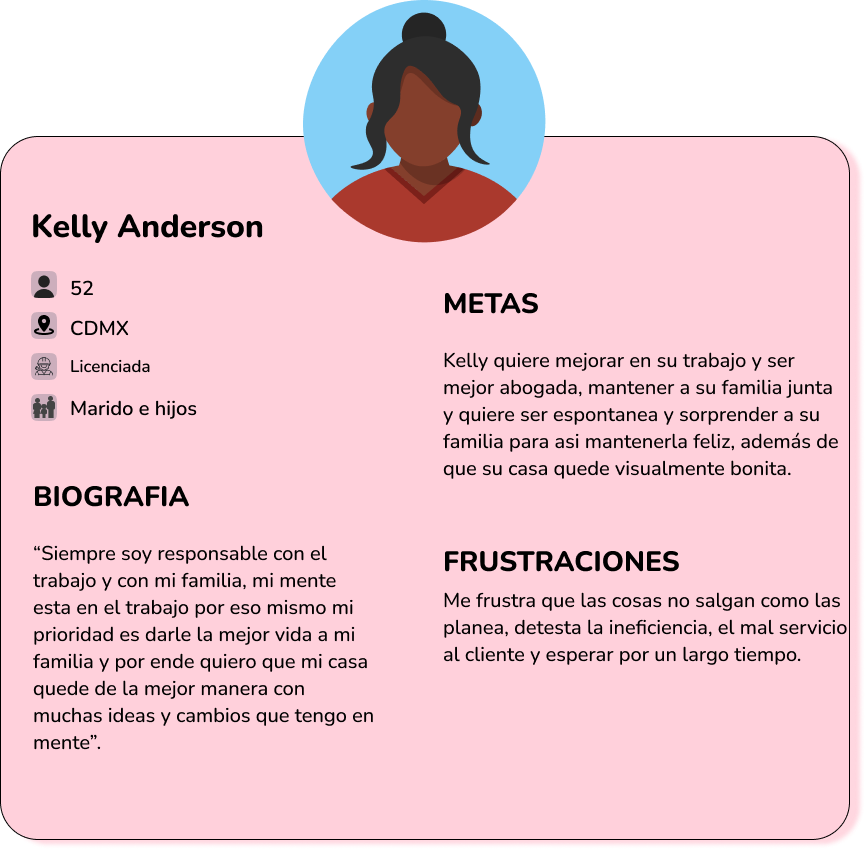 Kelly Anderson
52
CDMX
Licenciada
Marido e hijos
BIOGRAFIA
“Siempre soy responsable con el
trabajo y con mi familia, mi mente
esta en el trabajo por eso mismo mi
prioridad es darle la mejor vida a mi
familia y por ende quiero que mi casa
quede de la mejor manera con
muchas ideas y cambios que tengo en
mente”.
METAS
Kelly quiere mejorar en su trabajo y ser
mejor abogada, mantener a su familia junta
y quiere ser espontanea y sorprender a su
familia para asi mantenerla feliz, además de
que su casa quede visualmente bonita.
FRUSTRACIONES
Me frustra que las cosas no salgan como las
planea, detesta la ineficiencia, el mal servicio
al cliente y esperar por un largo tiempo.